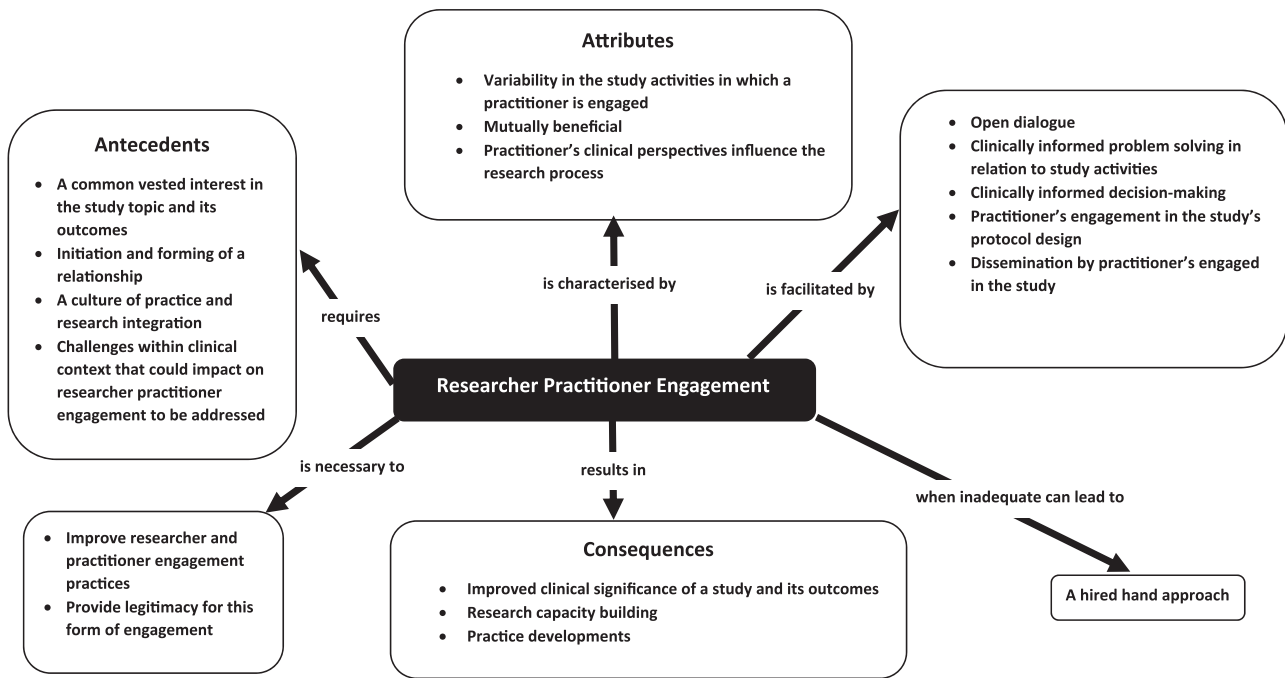 Attributes
• Variability in the study activities in which a
practitioner is engaged
• Mutually beneficial
• Practitioner's clinical perspectives influence the
research process
Antecedents
• A common vested interest in
the study topic and its
outcomes
• Initiation and forming of a
relationship
• A culture of practice and
research integration
• Challenges within clinical
context that could impact on
researcher practitioner
engagement to be addressed
• Open dialogue
• Clinically informed problem solving in
relation to study activities
• Clinically informed decision-making
• Practitioner's engagement in the study's
protocol design
• Dissemination by practitioner's engaged
in the study
requires
is characterised by
is facilitated by
Researcher Practitioner Engagement
is necessary to
results in
when inadequate can lead to
• Improve researcher and
practitioner engagement
practices
• Provide legitimacy for this
form of engagement
Consequences
• Improved clinical significance of a study and its outcomes
• Research capacity building
• Practice developments
A hired hand approach